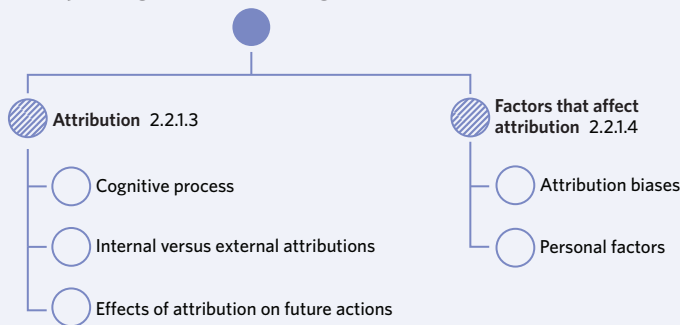 Attribution 2.2.1.3
Factors that affect
attribution 2.2.1.4
Cognitive process
Internal versus external attributions
Effects of attribution on future actions
Attribution biases
Personal factors